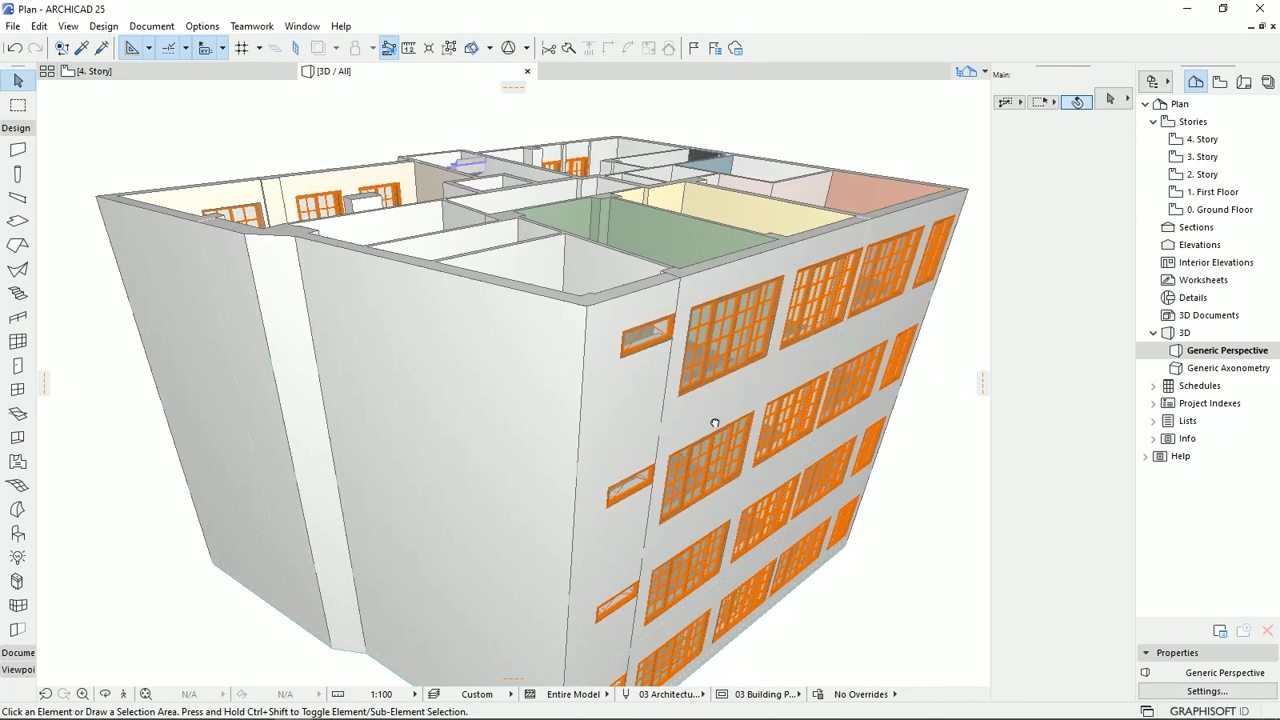 Plan - ARCHICAD 25
File Edit View Design Document Options Teamwork Window Help
[4. Story]
[3D / All]
Main:
Design
Plan
Stories
4. Story
3. Story
2. Story
1. First Floor
0. Ground Floor
Sections
Elevations
Interior Elevations
Worksheets
Details
3D Documents
3D
Generic Perspective
Generic Axonometry
Schedules
Project Indexes
Lists
Info
Help
Docume
Viewpoi
Properties
Generic Perspective
Settings...
N/A N/A 1:100 Custom Entire Model 03 Architectu... 03 Building P... No Overrides
Click an Element or Draw a Selection Area. Press and Hold Ctrl+Shift to Toggle Element/Sub-Element Selection.
GRAPHISOFT ID